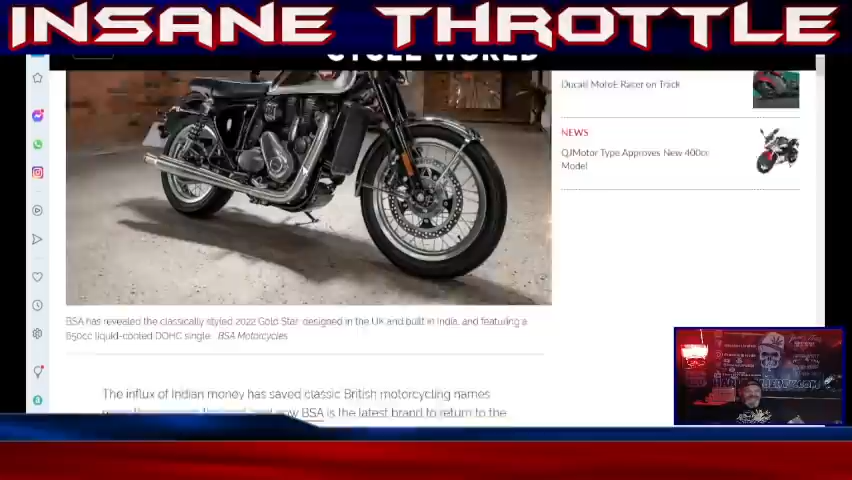 INSANE THROTTLE
CYCLE WORLD
Ducati MotoE Racer on Track
NEWS
QJMotor Type Approves New 400cc
Model
BSA has revealed the classically styled 2022 Gold Star, designed in the UK and built in India, and featuring a
650cc liquid-cooled DOHC single. BSA Motorcycles
The influx of Indian money has saved classic British motorcycling names
now BSA is the latest brand to return to the